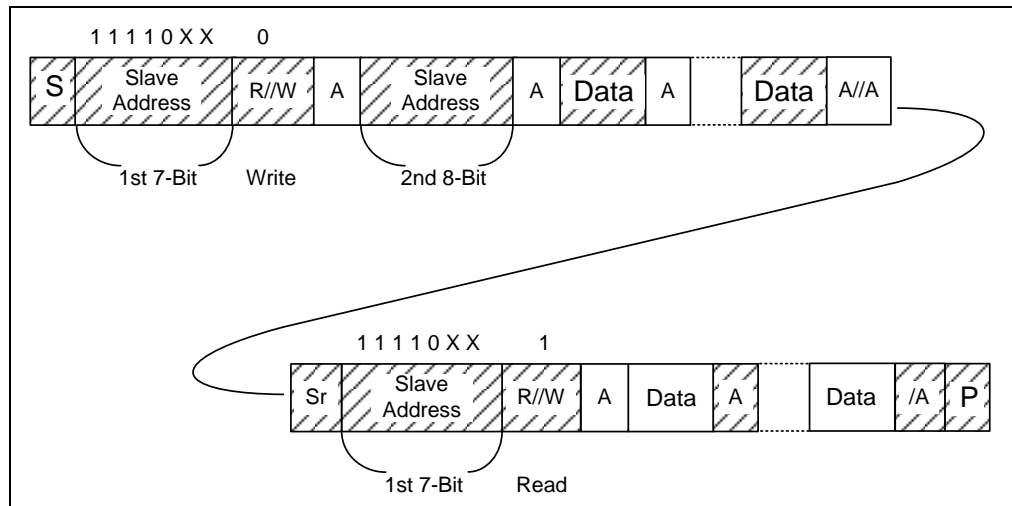 1 1 1 1 0 X X 0
S Slave Address R//W A Slave Address A Data A Data A//A
1st 7-Bit Write 2nd 8-Bit
1 1 1 1 0 X X 1
Sr Slave Address R//W A Data A Data /A P
1st 7-Bit Read